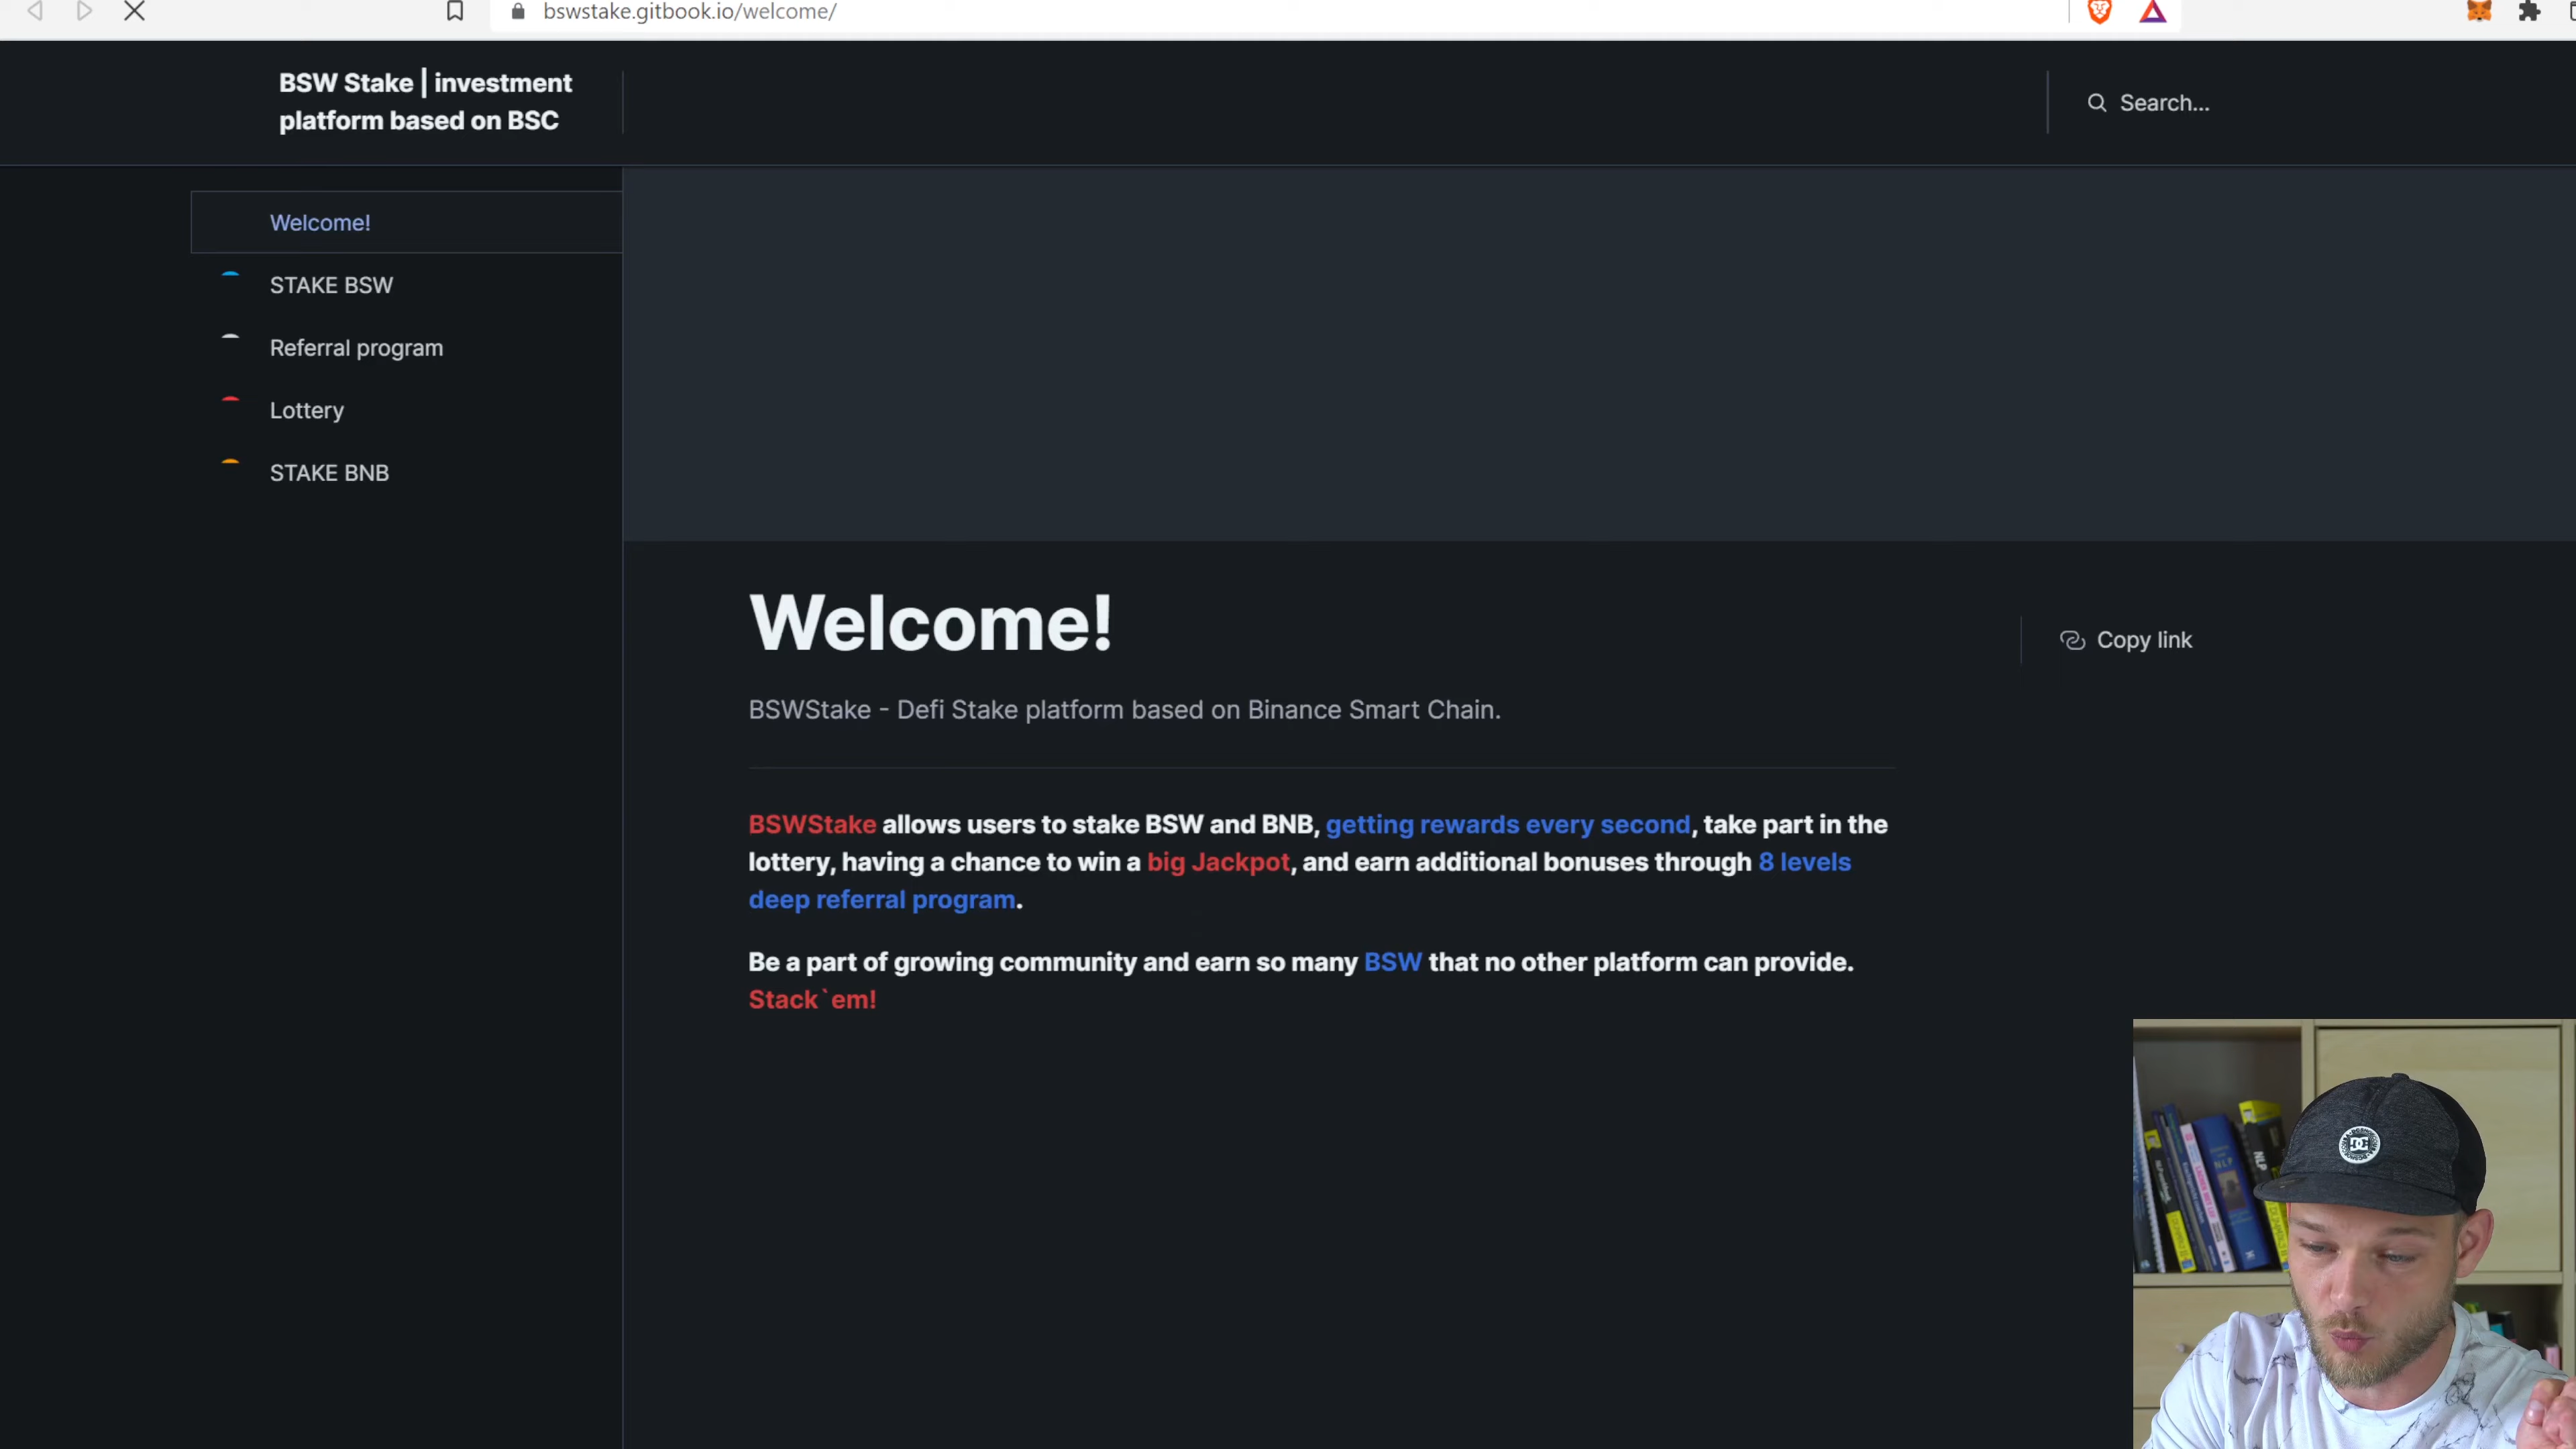 bswstake.gitbook.io/welcome/
BSW Stake | investment
platform based on BSC
Search...
Welcome!
STAKE BSW
Referral program
Lottery
STAKE BNB
Welcome!
Copy link
BSWStake - Defi Stake platform based on Binance Smart Chain.
BSWStake allows users to stake BSW and BNB, getting rewards every second, take part in the
lottery, having a chance to win a big Jackpot, and earn additional bonuses through 8 levels
deep referral program.
Be a part of growing community and earn so many BSW that no other platform can provide.
Stack`em!
NLP
NLP